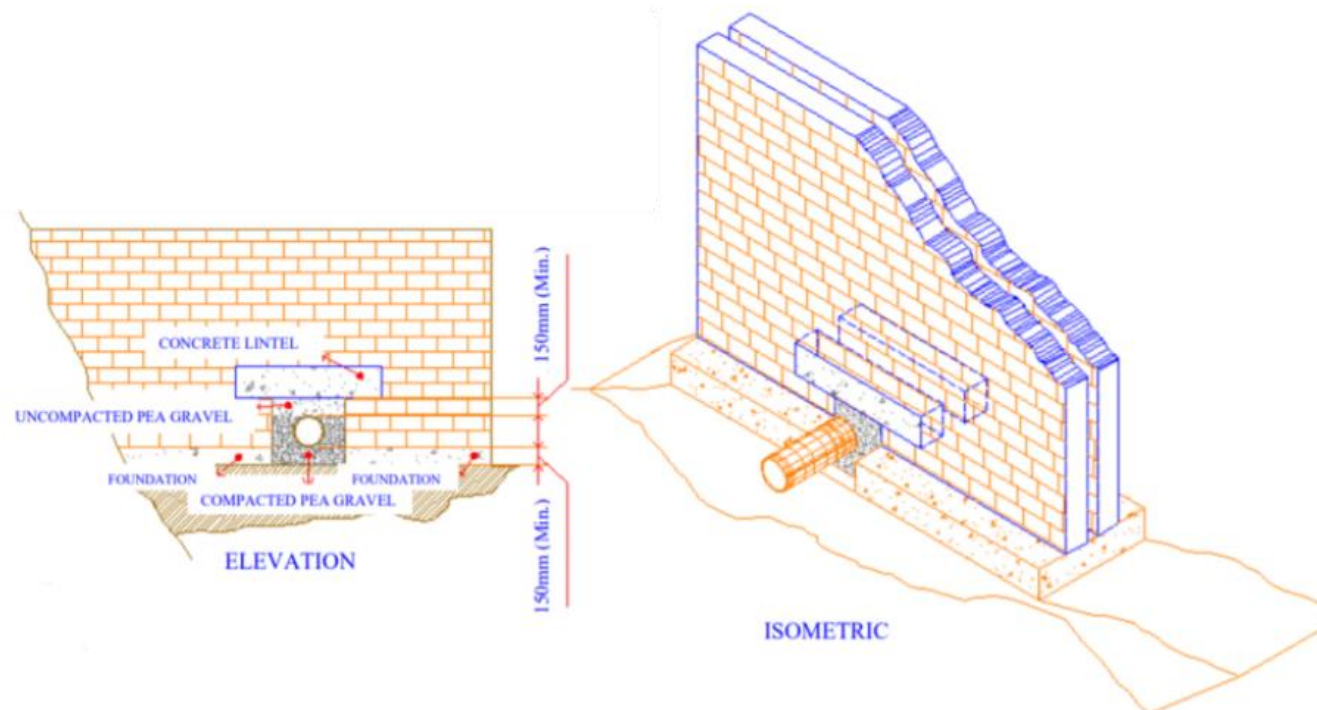 CONCRETE LINTEL
UNCOMPACTED PEA GRAVEL
FOUNDATION
FOUNDATION
COMPACTED PEA GRAVEL
ELEVATION
150mm (Min.)
150mm (Min.)
ISOMETRIC